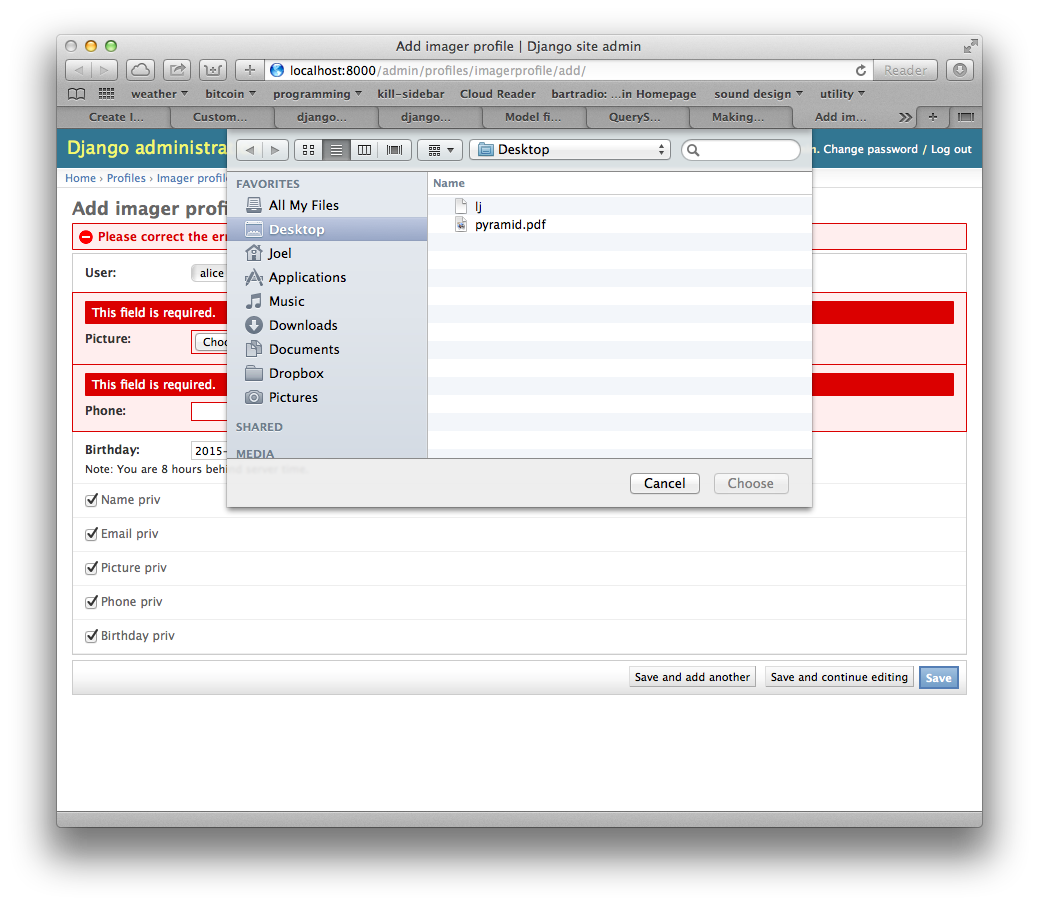 Add imager profile | Django site admin
localhost:8000/admin/profiles/imagerprofile/add/
Reader
weather bitcoin programming kill-sidebar Cloud Reader bartradio: ...in Homepage sound design utility
Create I... Custom... django... django... Model fi... QueryS... Making... Add im...
Django administra
Desktop
Change password / Log out
Home › Profiles › Imager profil
Add imager profi
Please correct the err
User: alice
This field is required.
Picture: Choo
This field is required.
Phone:
Birthday: 2015-
Note: You are 8 hours behind server time.
FAVORITES
All My Files
Desktop
Joel
Applications
Music
Downloads
Documents
Dropbox
Pictures
SHARED
MEDIA
Name
lj
pyramid.pdf
Cancel Choose
Name priv
Email priv
Picture priv
Phone priv
Birthday priv
Save and add another Save and continue editing Save